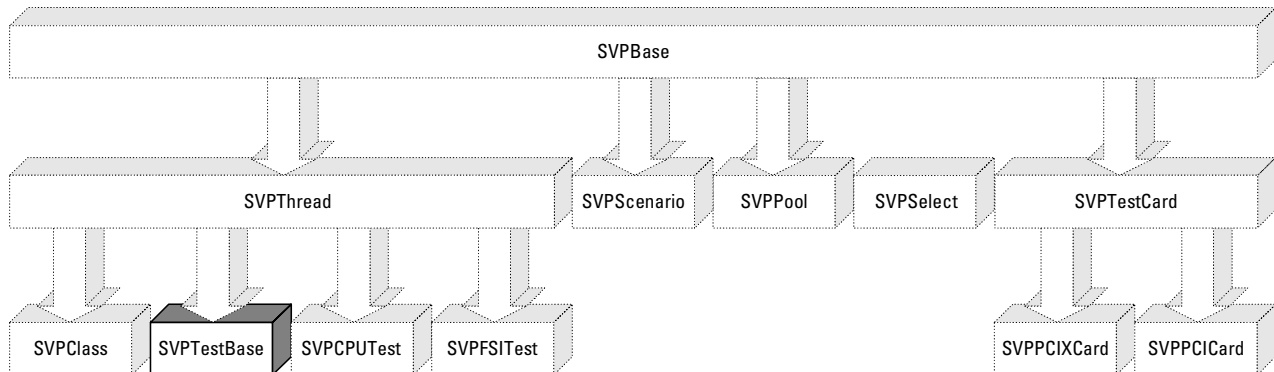 SVPBase
SVPThread
SVPScenario
SVPPool
SVPSelect
SVPTestCard
SVPClass
SVPTestBase
SVPCPUTest
SVPFSITest
SVPPCIXCard
SVPPCICard